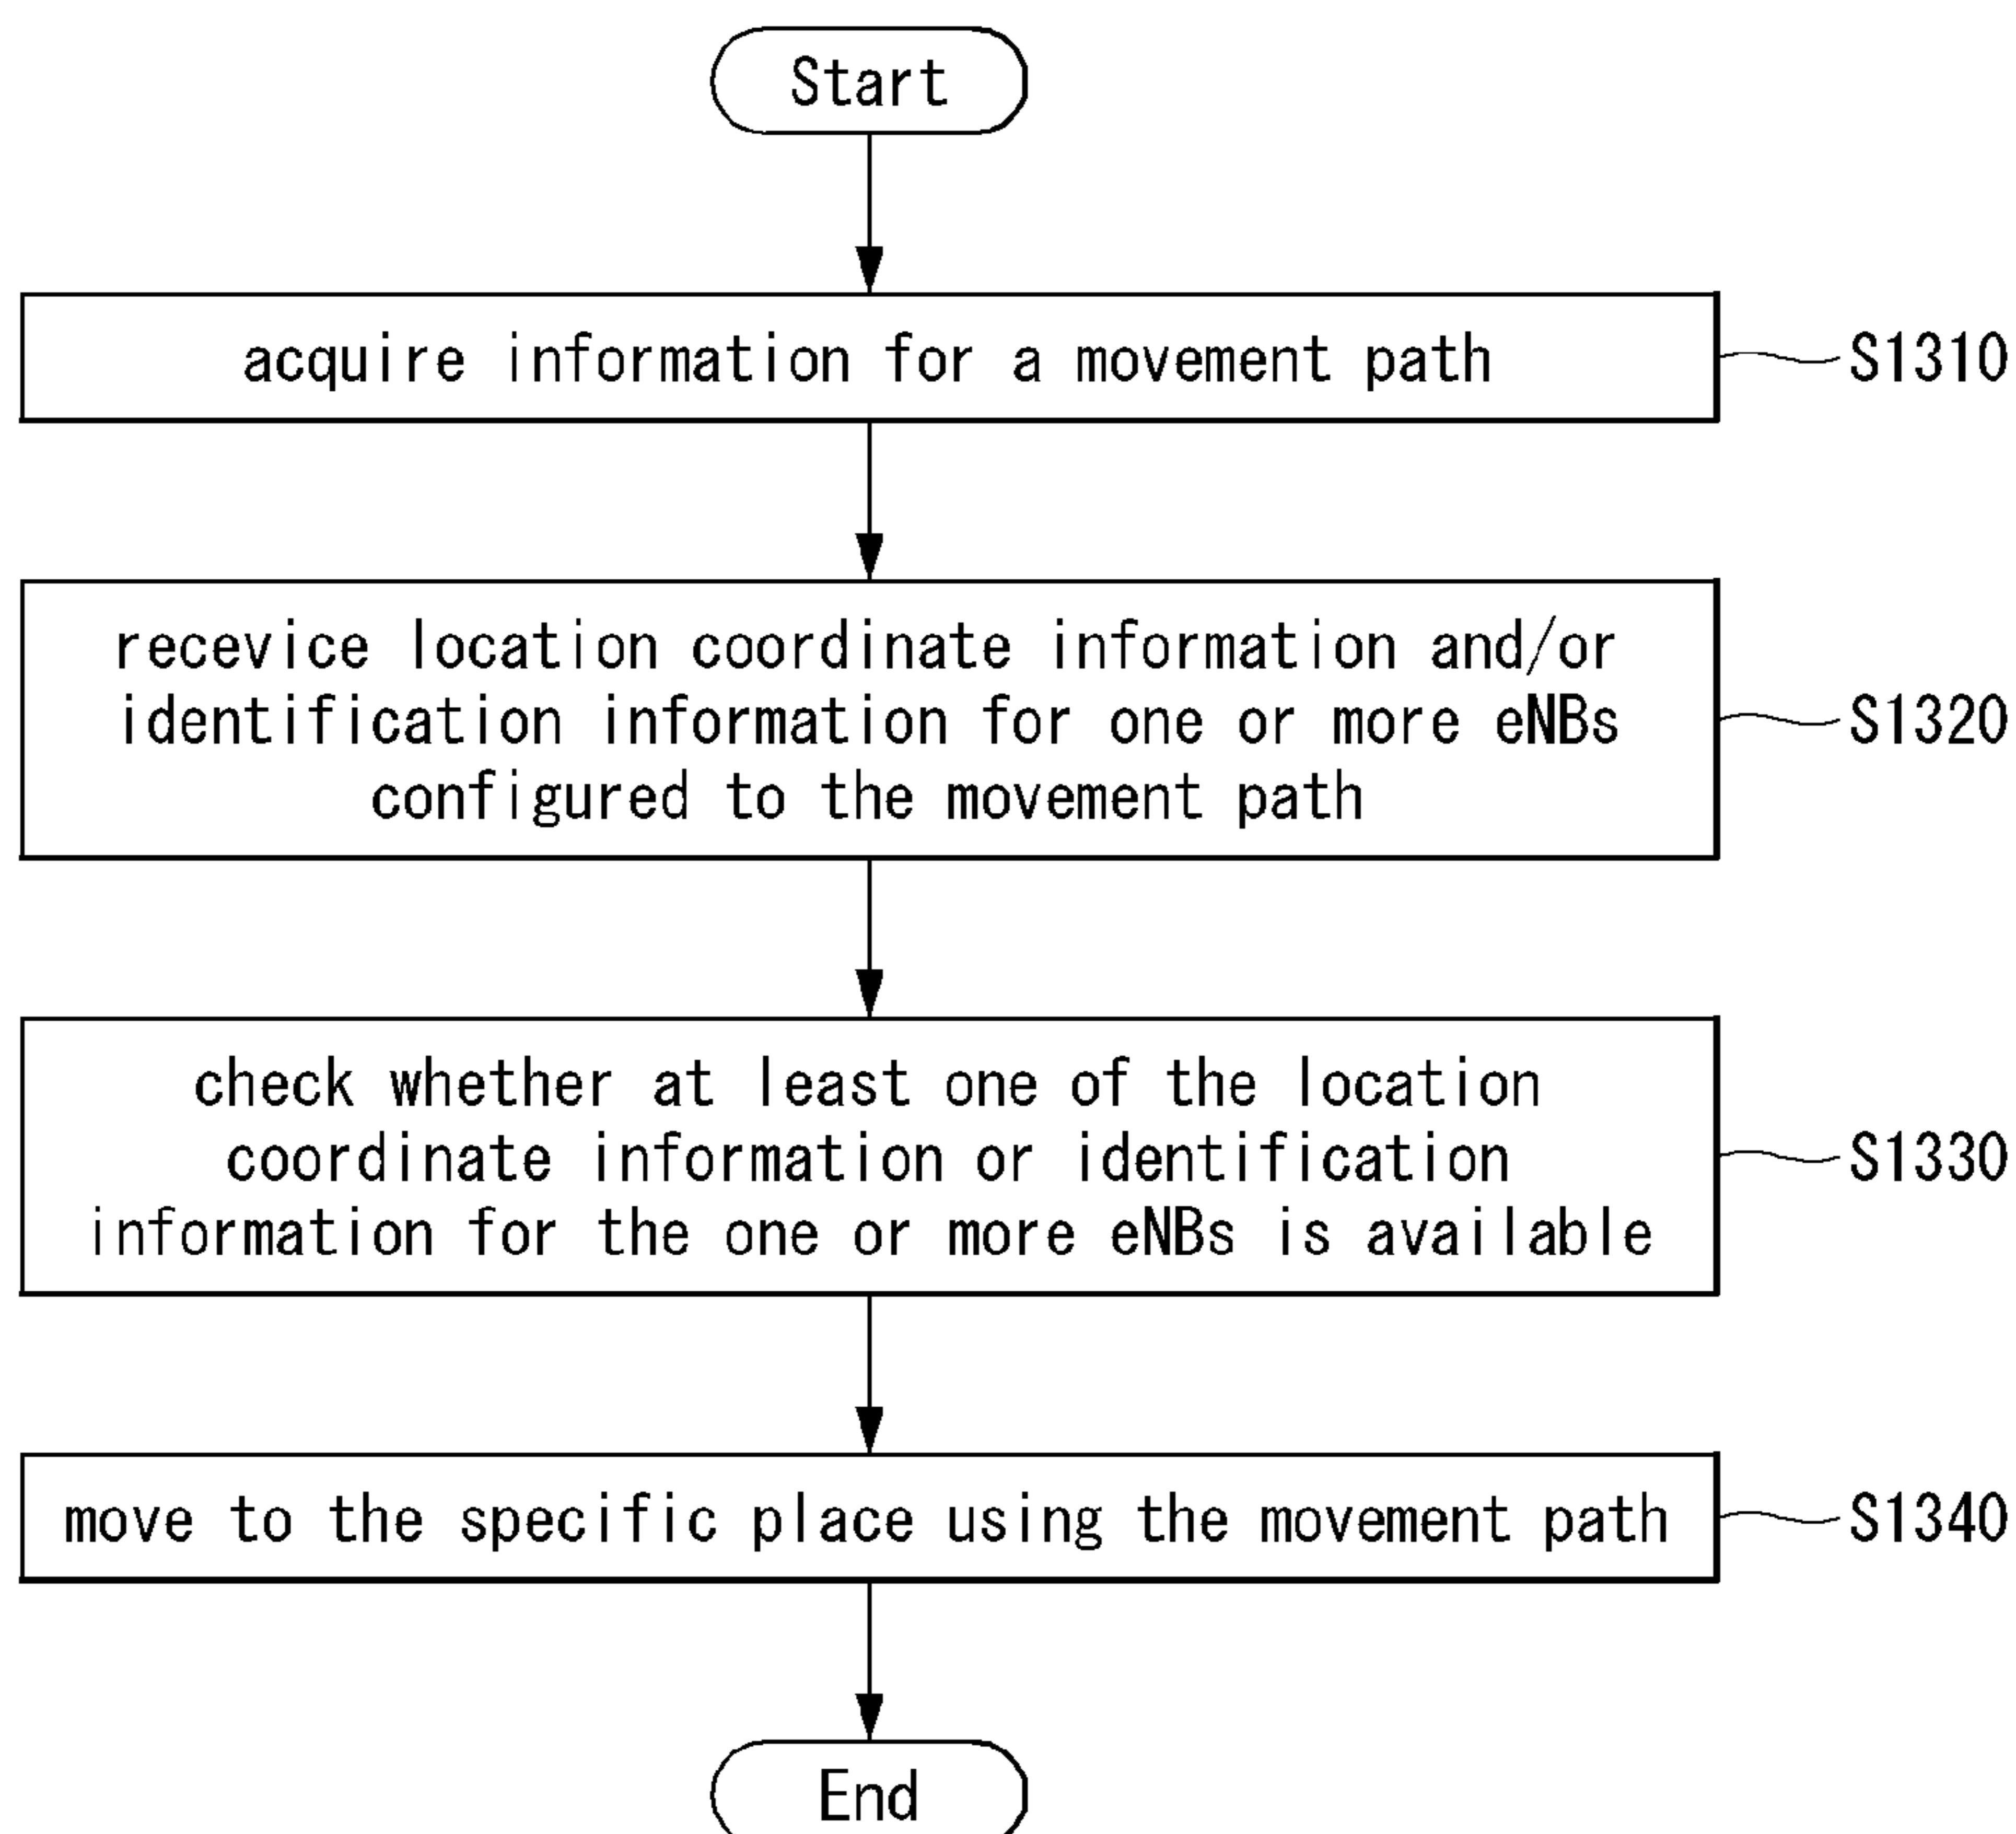 Start
acquire information for a movement path
S1310
recevice location coordinate information and/or
identification information for one or more eNBs
configured to the movement path
S1320
check whether at least one of the location
coordinate information or identification
information for the one or more eNBs is available
S1330
move to the specific place using the movement path
S1340
End